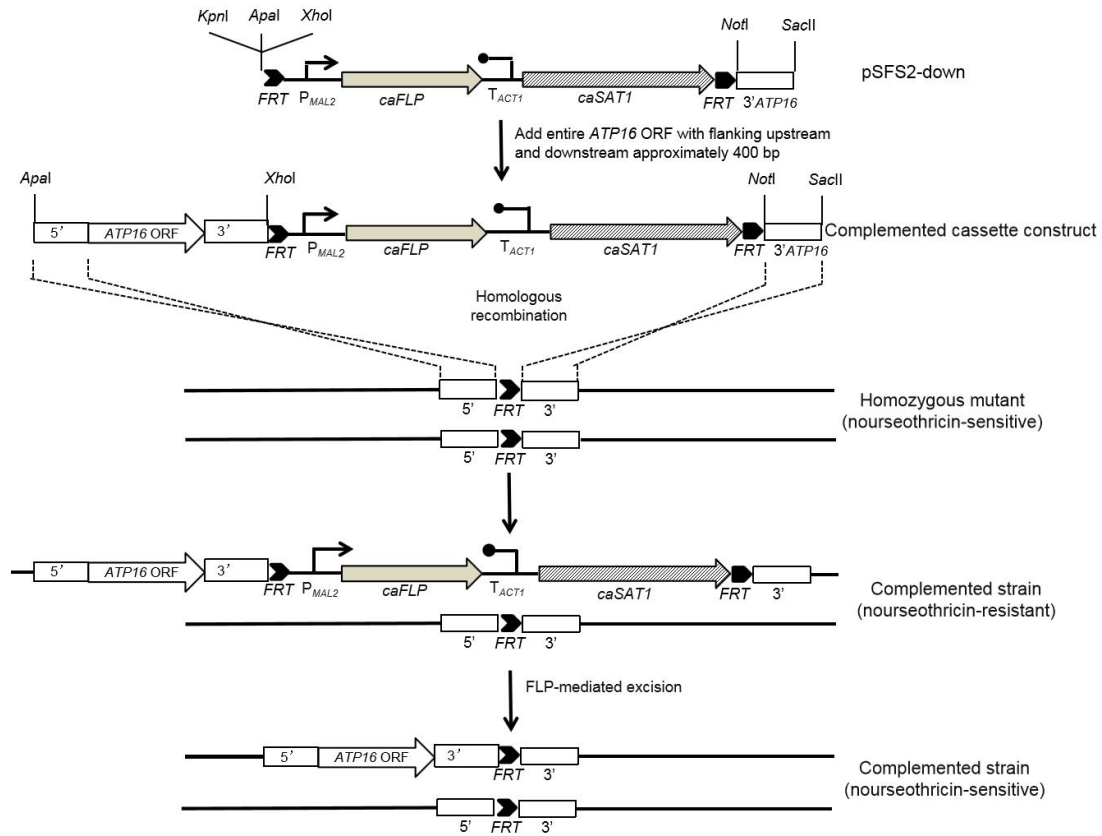 KpnI ApaI XhoI NotI SacII
pSFS2-down
FRT PMAL2 caFLP TACT1 caSAT1 FRT 3'ATP16
Add entire ATP16 ORF with flanking upstream
and downstream approximately 400 bp
ApaI XhoI NotI SacII
5' ATP16 ORF 3' Complemented cassette construct
FRT PMAL2 caFLP TACT1 caSAT1 FRT 3'ATP16
Homologous
recombination
5' FRT 3'
Homozygous mutant
(nourseothricin-sensitive)
5' FRT 3'
5' ATP16 ORF 3'
FRT PMAL2 caFLP TACT1 caSAT1 FRT 3'
Complemented strain
(nourseothricin-resistant)
5' FRT 3'
FLP-mediated excision
5' ATP16 ORF 3'
FRT 3'
Complemented strain
(nourseothricin-sensitive)
5' FRT 3'